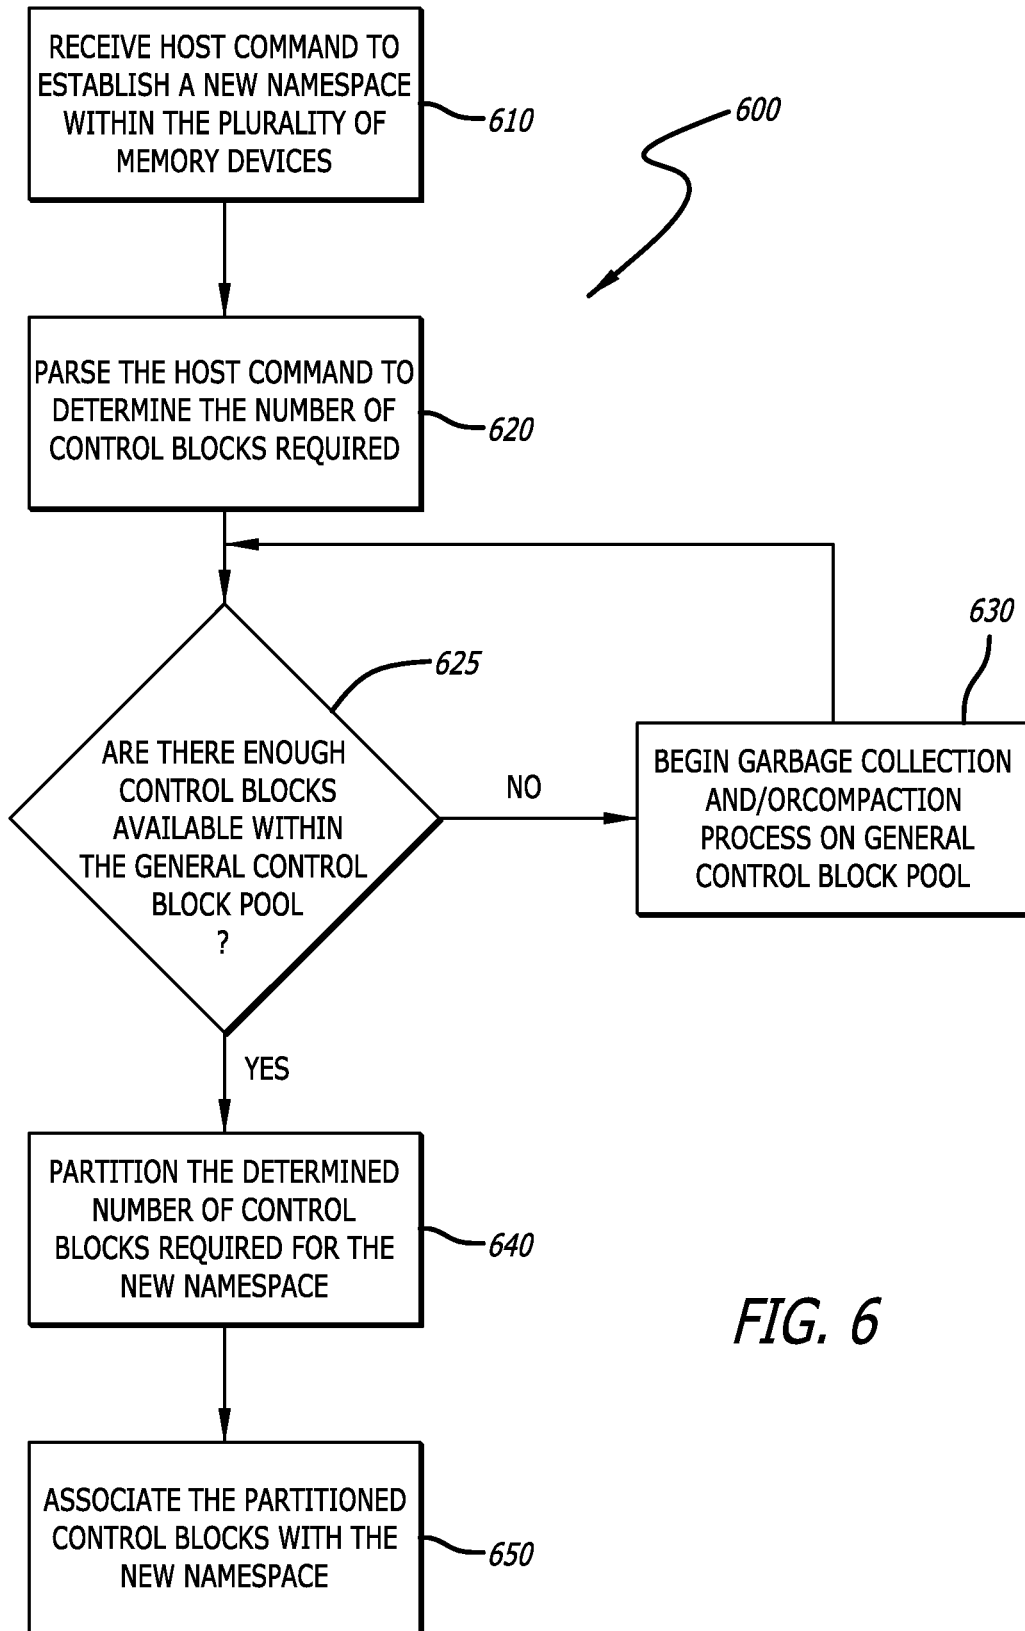 RECEIVE HOST COMMAND TO
ESTABLISH A NEW NAMESPACE
WITHIN THE PLURALITY OF
MEMORY DEVICES
610
600
PARSE THE HOST COMMAND TO
DETERMINE THE NUMBER OF
CONTROL BLOCKS REQUIRED
620
625
ARE THERE ENOUGH
CONTROL BLOCKS
AVAILABLE WITHIN
THE GENERAL CONTROL
BLOCK POOL
?
NO
630
BEGIN GARBAGE COLLECTION
AND/ORCOMPACTION
PROCESS ON GENERAL
CONTROL BLOCK POOL
YES
PARTITION THE DETERMINED
NUMBER OF CONTROL
BLOCKS REQUIRED FOR THE
NEW NAMESPACE
640
FIG. 6
ASSOCIATE THE PARTITIONED
CONTROL BLOCKS WITH THE
NEW NAMESPACE
650